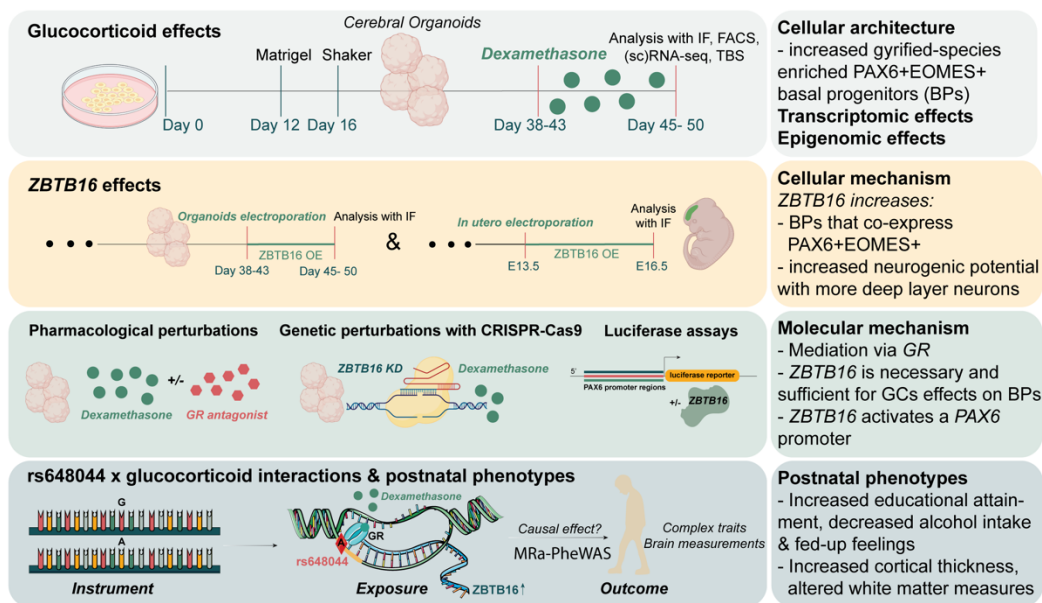 Glucocorticoid effects
Cerebral Organoids
Matrigel
Shaker
Dexamethasone
Analysis with IF, FACS,
(sc)RNA-seq, TBS
Day 0
Day 12
Day 16
Day 38-43
Day 45- 50
Cellular architecture
- increased gyrified-species
enriched PAX6+EOMES+
basal progenitors (BPs)
Transcriptomic effects
Epigenomic effects
ZBTB16 effects
Organoids electroporation
Analysis with IF
ZBTB16 OE
Day 38-43
Day 45- 50
&
In utero electroporation
Analysis
with IF
ZBTB16 OE
E13.5
E16.5
Cellular mechanism
ZBTB16 increases:
- BPs that co-express
PAX6+EOMES+
- increased neurogenic potential
with more deep layer neurons
Pharmacological perturbations
+/-
Dexamethasone
GR antagonist
Genetic perturbations with CRISPR-Cas9
ZBTB16 KD
Dexamethasone
Luciferase assays
5'
luciferase reporter
PAX6 promoter regions
+/-
ZBTB16
Molecular mechanism
- Mediation via GR
- ZBTB16 is necessary and
sufficient for GCs effects on BPs
- ZBTB16 activates a PAX6
promoter
rs648044 x glucocorticoid interactions & postnatal phenotypes
G
A
Instrument
Dexamethasone
GR
A
rs648044
ZBTB16↑
Exposure
Causal effect?
MRa-PheWAS
Outcome
Complex traits
Brain measurements
Postnatal phenotypes
- Increased educational attain-
ment, decreased alcohol intake
& fed-up feelings
- Increased cortical thickness,
altered white matter measures